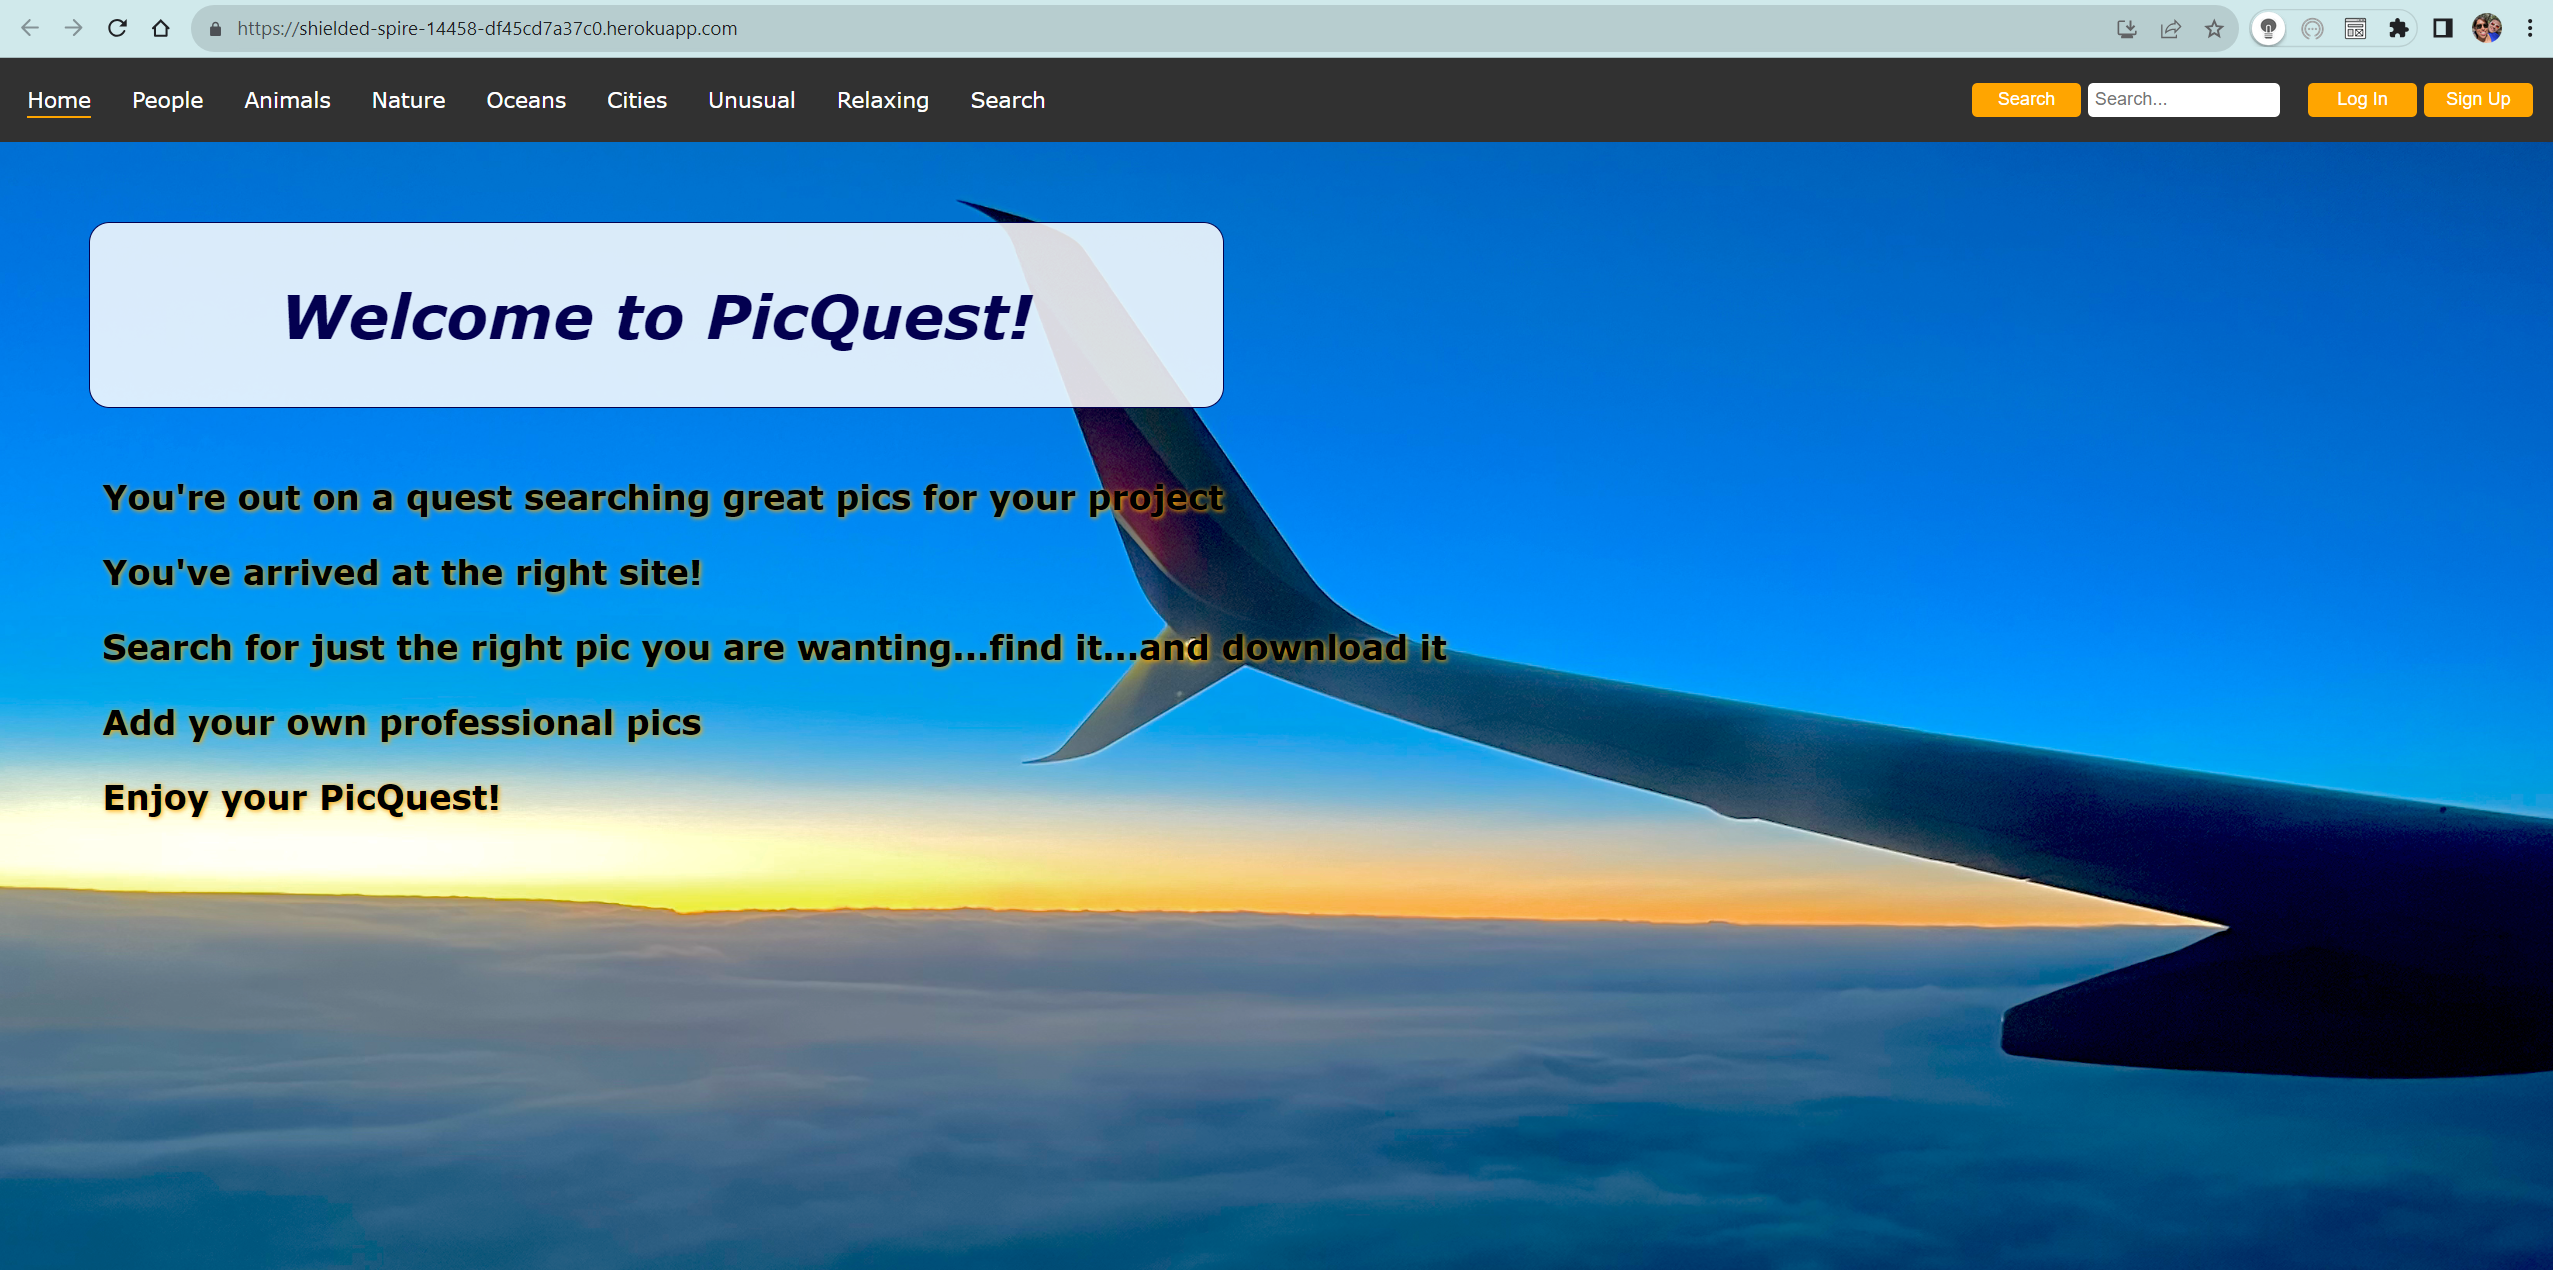 https://shielded-spire-14458-df45cd7a37c0.herokuapp.com
Home People Animals Nature Oceans Cities Unusual Relaxing Search Search Search... Log In Sign Up
Welcome to PicQuest!
You're out on a quest searching great pics for your project
You've arrived at the right site!
Search for just the right pic you are wanting...find it...and download it
Add your own professional pics
Enjoy your PicQuest!